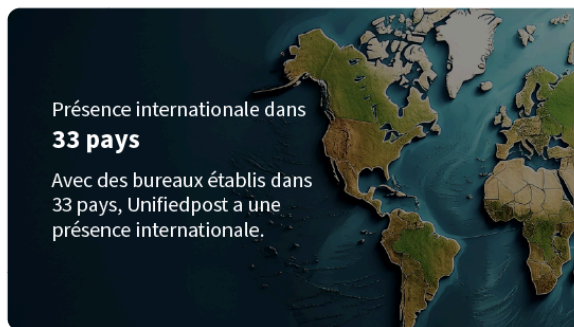 Présence internationale dans
33 pays
Avec des bureaux établis dans
33 pays, Unifiedpost a une
présence internationale.